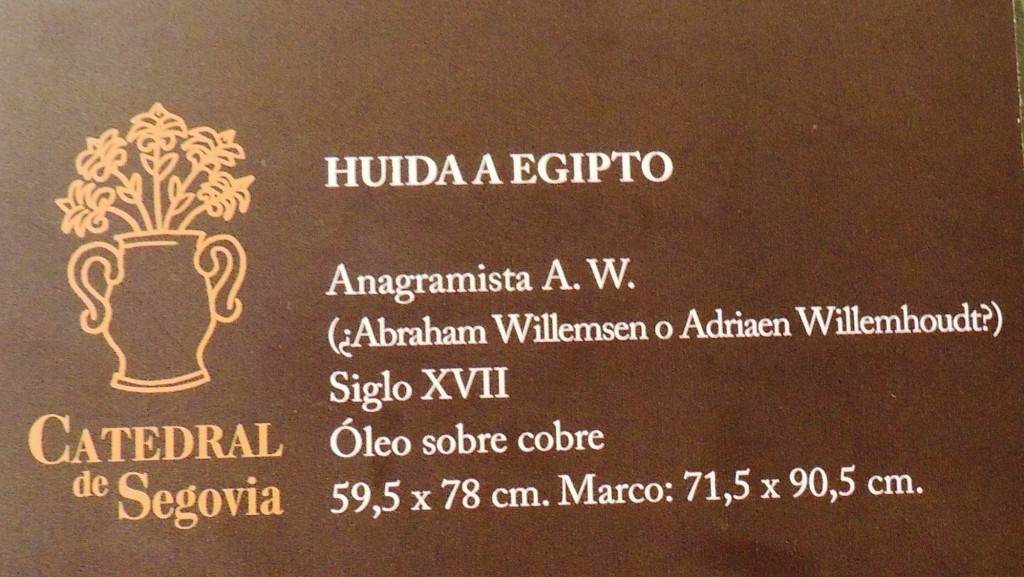 HUIDA A EGIPTO
Anagramista A. W.
(¿Abraham Willemsen o Adriaen Willemhoudt?)
Siglo XVII
Óleo sobre cobre
59,5 x 78 cm. Marco: 71,5 x 90,5 cm.
CATEDRAL
de Segovia